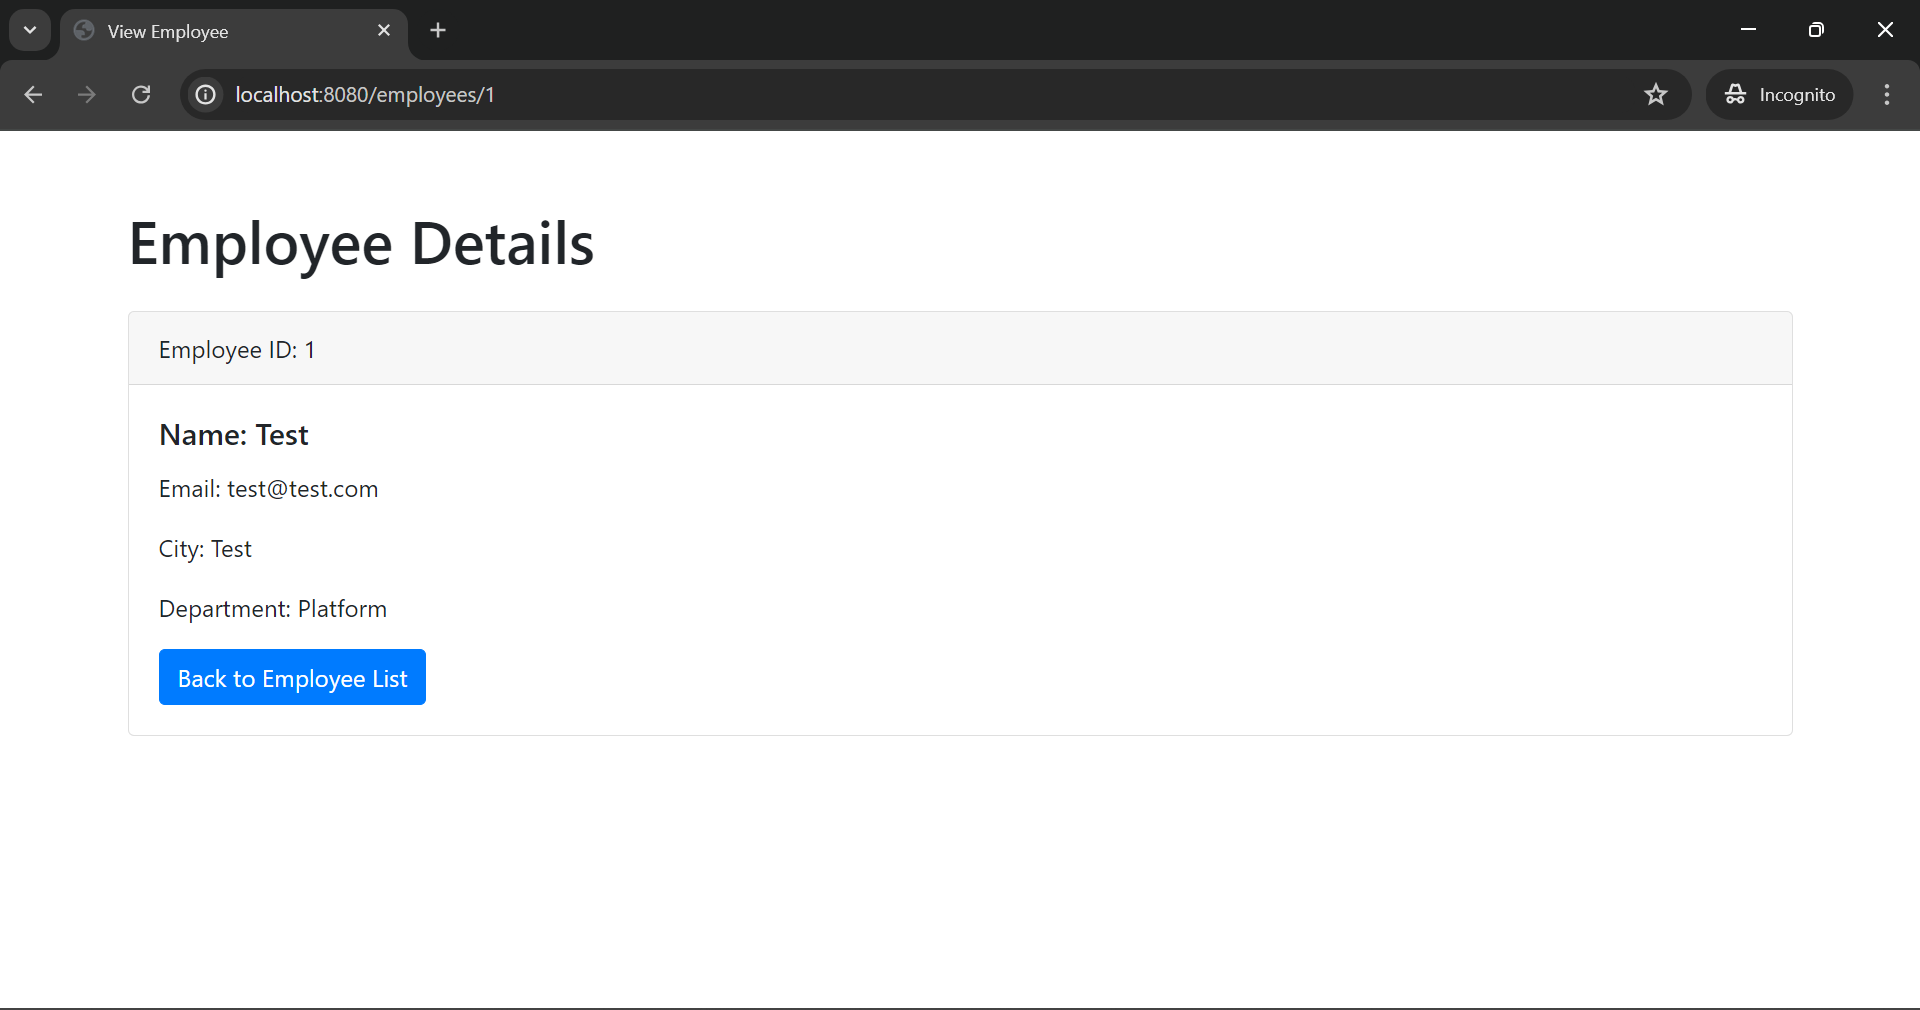 View Employee
localhost:8080/employees/1
Incognito
Employee Details
Employee ID: 1
Name: Test
Email: test@test.com
City: Test
Department: Platform
Back to Employee List